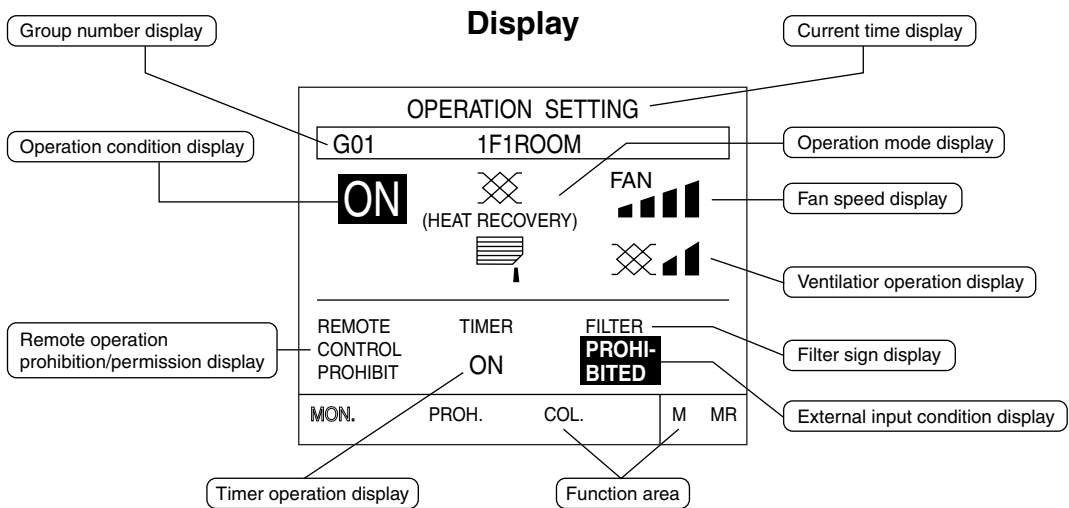 Display
Group number display
Current time display
OPERATION SETTING
G01 1F1ROOM
Operation condition display
Operation mode display
ON
(HEAT RECOVERY)
FAN
Fan speed display
Ventilatior operation display
Remote operation
prohibition/permission display
REMOTE
CONTROL
PROHIBIT
TIMER
ON
FILTER
PROHI-
BITED
Filter sign display
External input condition display
MON. PROH. COL. M MR
Timer operation display
Function area